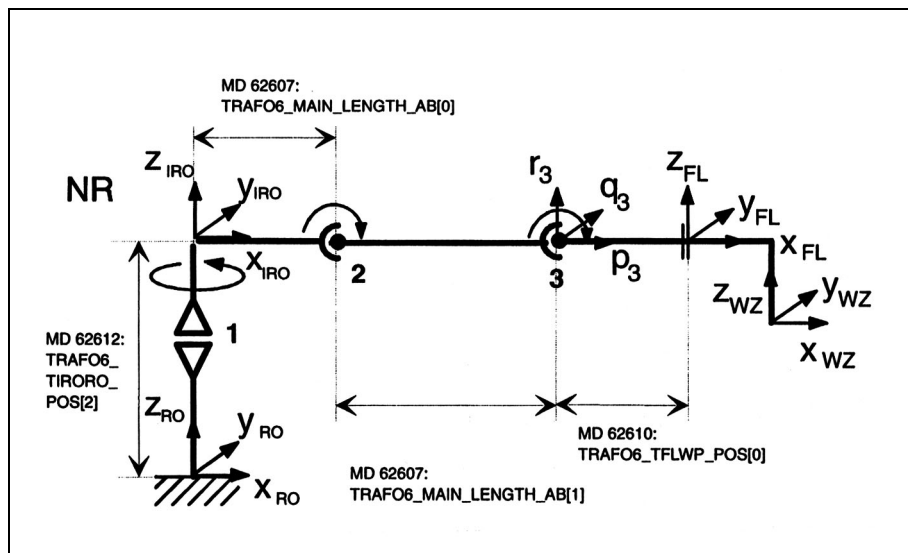 MD 62607:
TRAFO6_MAIN_LENGTH_AB[0]
NR
z IRO
y IRO
x IRO
r3
q3
p3
z FL
y FL
x FL
z WZ
y WZ
x WZ
1
2
3
MD 62612:
TRAFO6_
TIRORO_
POS[2]
z RO
y RO
x RO
MD 62610:
TRAFO6_TFLWP_POS[0]
MD 62607:
TRAFO6_MAIN_LENGTH_AB[1]